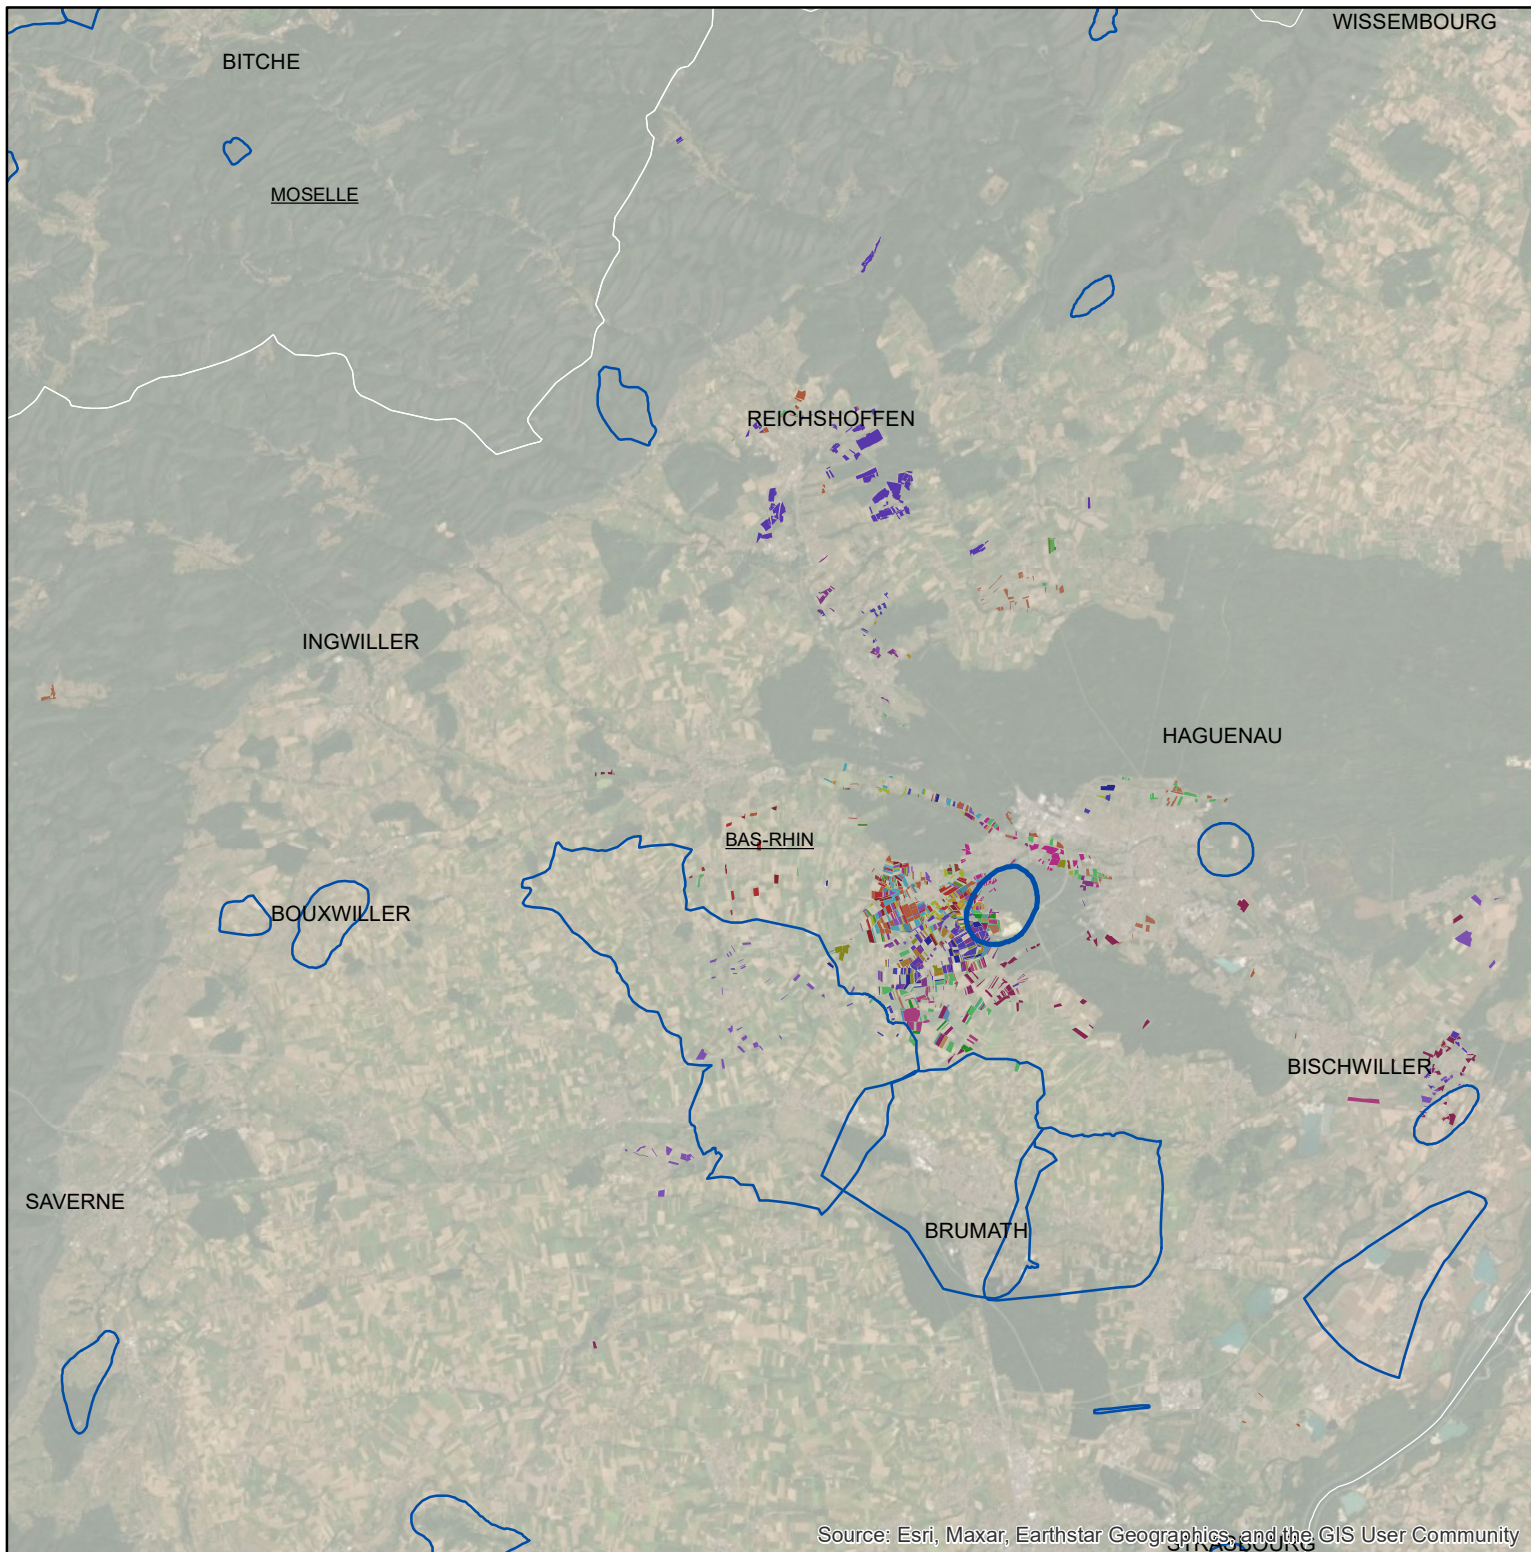 WISSEMBOURG
BITCHE
MOSELLE
REICHSHOFFEN
INGWILLER
HAGUENAU
BAS-RHIN
BOUXWILLER
BISCHWILLER
SAVERNE
BRUMATH
Source: Esri, Maxar, Earthstar Geographics, and the GIS User Community
STRASBOURG